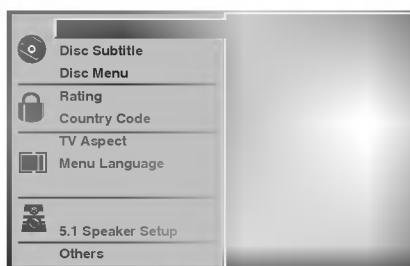 Disc Subtitle
Disc Menu
Rating
Country Code
TV Aspect
Menu Language
5.1 Speaker Setup
Others